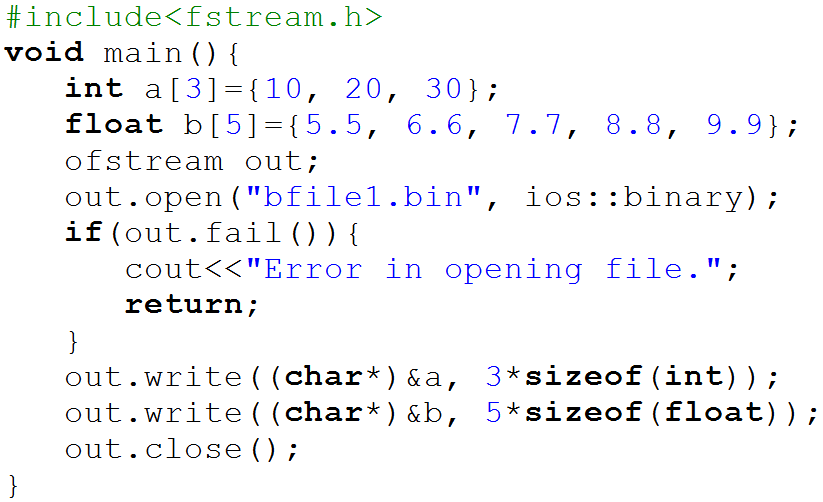 #include<fstream.h>
void main(){
   int a[3]={10, 20, 30};
   float b[5]={5.5, 6.6, 7.7, 8.8, 9.9};
   ofstream out;
   out.open("bfile1.bin", ios::binary);
   if(out.fail()){
      cout<<"Error in opening file.";
      return;
   }
   out.write((char*)&a, 3*sizeof(int));
   out.write((char*)&b, 5*sizeof(float));
   out.close();
}